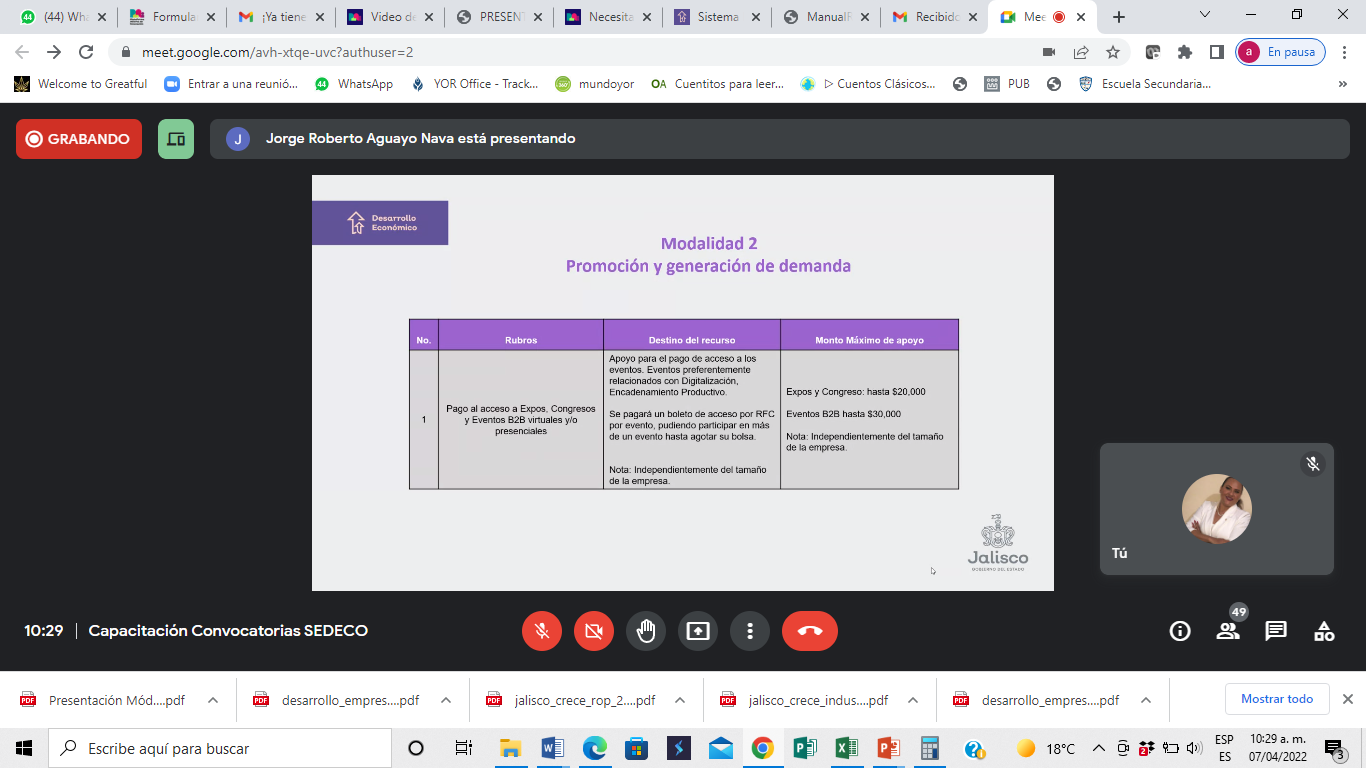 (44) Wha
Formula
¡Ya tiene
Video de
PRESENT
Necesita
Sistema
ManualF
Recibido
Mee
meet.google.com/avh-xtqe-uvc?authuser=2
a
En pausa
Welcome to Greatful
Entrar a una reunió...
44
WhatsApp
YOR Office - Track...
360°
mundoyor
OA
Cuentitos para leer...
▷ Cuentos Clásicos...
PUB
Escuela Secundaria...
»
GRABANDO
J
Jorge Roberto Aguayo Nava está presentando
Desarrollo
Económico
Modalidad 2
Promoción y generación de demanda
No.
Rubros
Destino del recurso
Monto Máximo de apoyo
1
Pago al acceso a Expos, Congresos
y Eventos B2B virtuales y/o
presenciales
Apoyo para el pago de acceso a los
eventos. Eventos preferentemente
relacionados con Digitalización,
Encadenamiento Productivo.
Se pagará un boleto de acceso por RFC
por evento, pudiendo participar en más
de un evento hasta agotar su bolsa.
Nota: Independientemente del tamaño
de la empresa.
Expos y Congreso: hasta $20,000
Eventos B2B hasta $30,000
Nota: Independientemente del tamaño
de la empresa.
Jalisco
GOBIERNO DEL ESTADO
Tú
10:29 | Capacitación Convocatorias SEDECO
49
Presentación Mód....pdf
desarrollo_empres....pdf
jalisco_crece_rop_2....pdf
jalisco_crece_indus....pdf
desarrollo_empres....pdf
Mostrar todo
Escribe aquí para buscar
18°C
ESP
ES
10:29 a. m.
07/04/2022
3